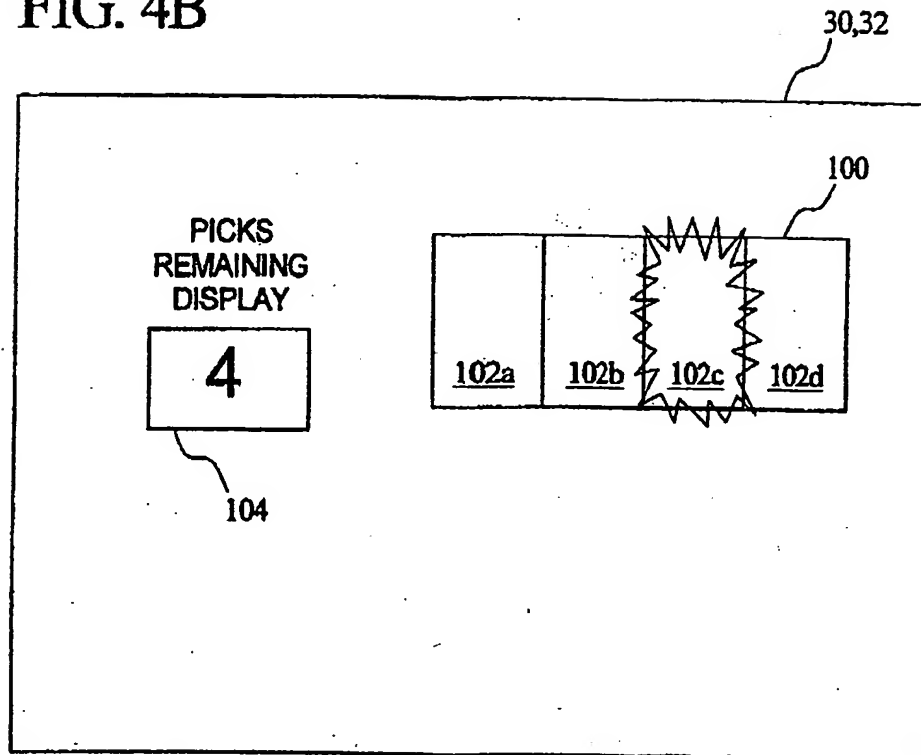 FIG. 4B
30,32
100
PICKS
REMAINING
DISPLAY
4
102a 102b 102c 102d
104